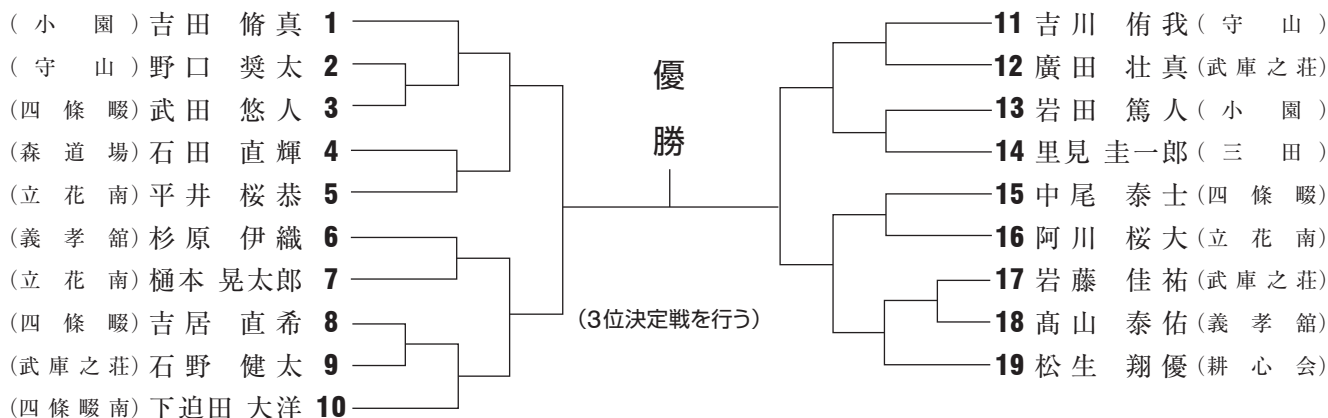 (小園)吉田 脩真 1
(守山)野口 奨太 2
(四條畷)武田 悠人 3
(森道場)石田 直輝 4
(立花南)平井 桜恭 5
(義孝舘)杉原 伊織 6
(立花南)樋本 晃太郎 7
(四條畷)吉居 直希 8
(武庫之荘)石野 健太 9
(四條畷南)下迫田 大洋 10
優勝
(3位決定戦を行う)
11 吉川 侑我(守山)
12 廣田 壮真(武庫之荘)
13 岩田 篤人(小園)
14 里見 圭一郎(三田)
15 中尾 泰士(四條畷)
16 阿川 桜大(立花南)
17 岩藤 佳祐(武庫之荘)
18 髙山 泰佑(義孝舘)
19 松生 翔優(耕心会)